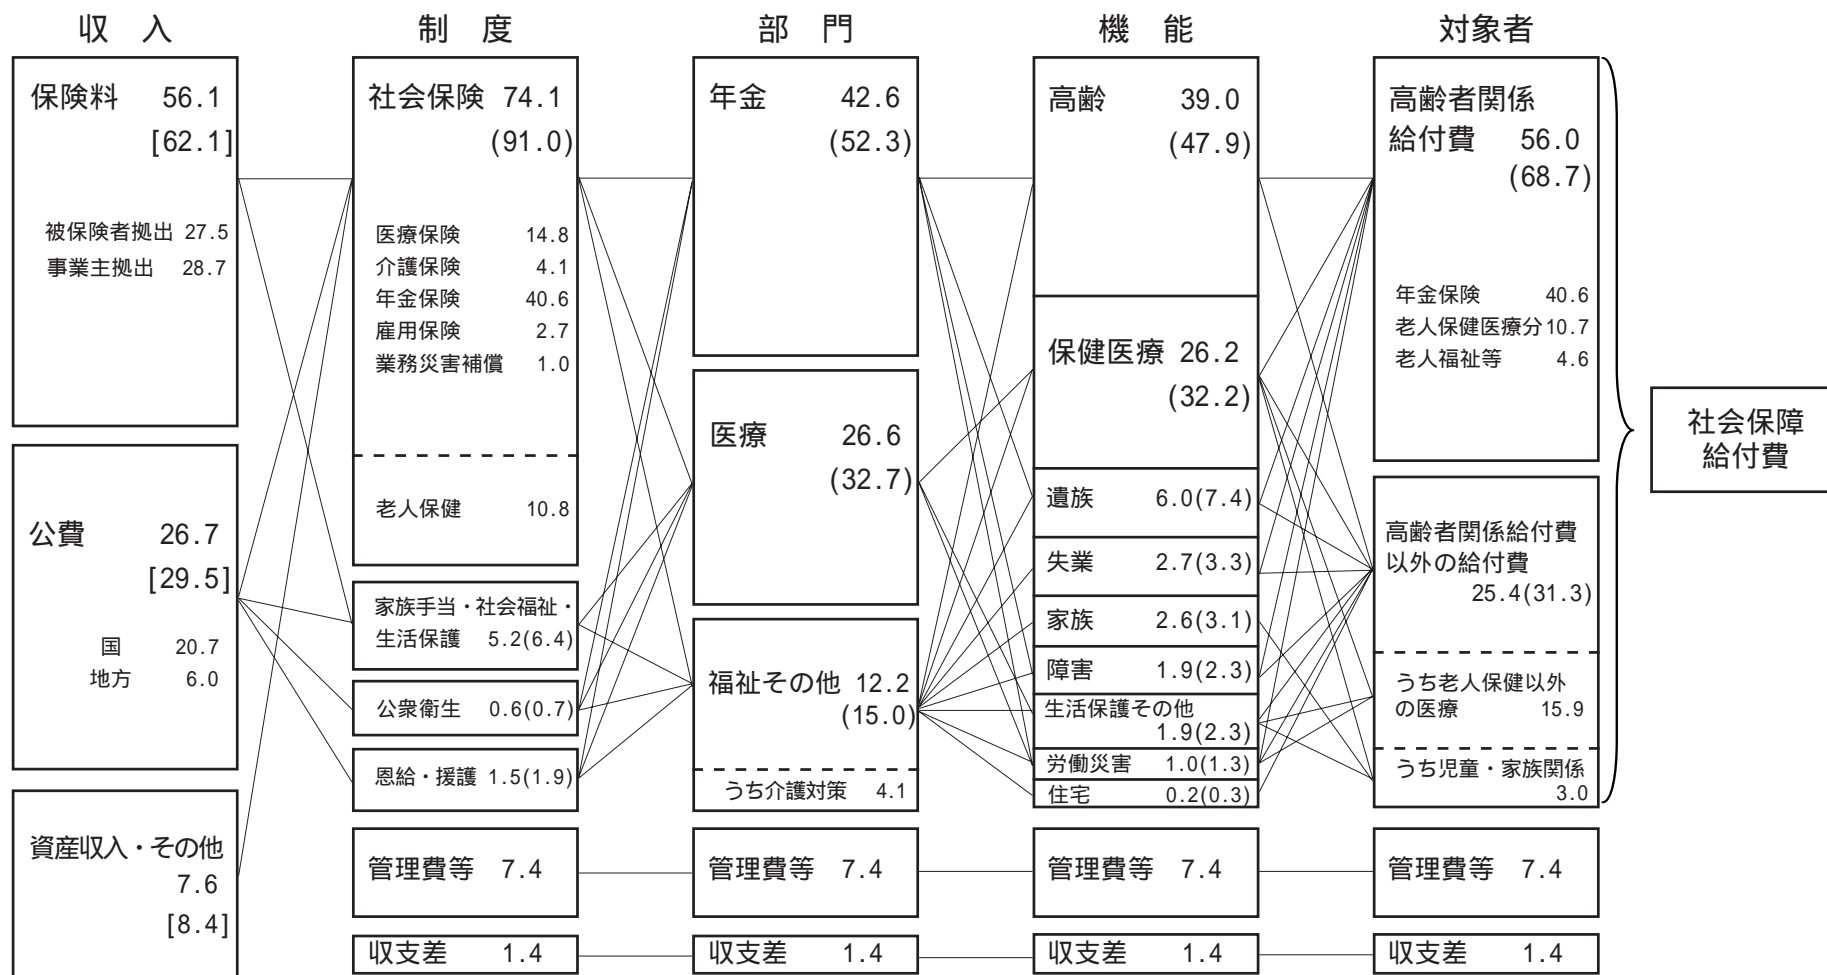 収 入
保険料 56.1
[62.1]
被保険者拠出 27.5
事業主拠出 28.7
公費 26.7
[29.5]
国 20.7
地方 6.0
資産収入・その他
7.6
[8.4]
制 度
社会保険 74.1
(91.0)
医療保険 14.8
介護保険 4.1
年金保険 40.6
雇用保険 2.7
業務災害補償 1.0
老人保健 10.8
家族手当・社会福祉・
生活保護 5.2(6.4)
公衆衛生 0.6(0.7)
恩給・援護 1.5(1.9)
管理費等 7.4
収支差 1.4
部 門
年金 42.6
(52.3)
医療 26.6
(32.7)
福祉その他 12.2
(15.0)
うち介護対策 4.1
管理費等 7.4
収支差 1.4
機 能
高齢 39.0
(47.9)
保健医療 26.2
(32.2)
遺族 6.0(7.4)
失業 2.7(3.3)
家族 2.6(3.1)
障害 1.9(2.3)
生活保護その他
1.9(2.3)
労働災害 1.0(1.3)
住宅 0.2(0.3)
管理費等 7.4
収支差 1.4
対象者
高齢者関係
給付費 56.0
(68.7)
年金保険 40.6
老人保健医療分 10.7
老人福祉等 4.6
高齢者関係給付費
以外の給付費
25.4(31.3)
うち老人保健以外
の医療 15.9
うち児童・家族関係
3.0
管理費等 7.4
収支差 1.4
社会保障
給付費